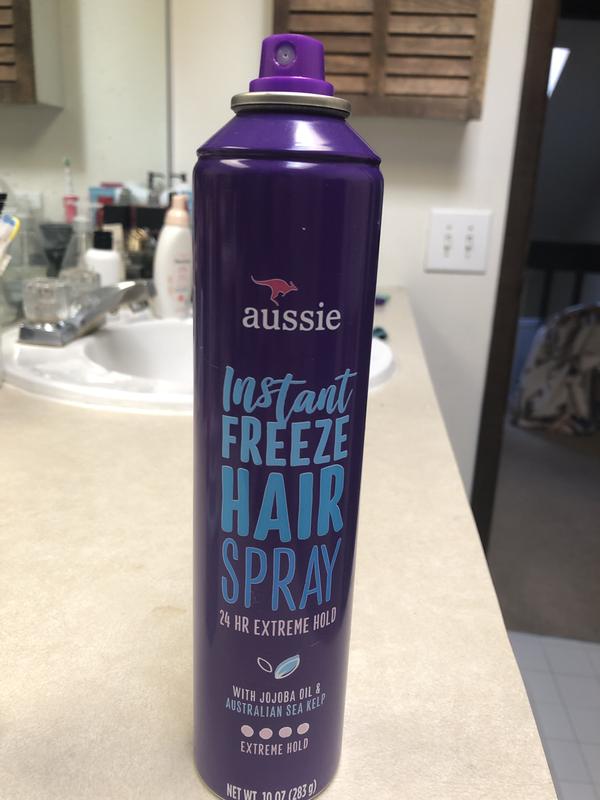 aussie
Instant
FREEZE
HAIR
SPRAY
24 HR EXTREME HOLD
WITH JOJOBA OIL &
AUSTRALIAN SEA KELP
EXTREME HOLD
NET WT. 10 OZ (283 g)